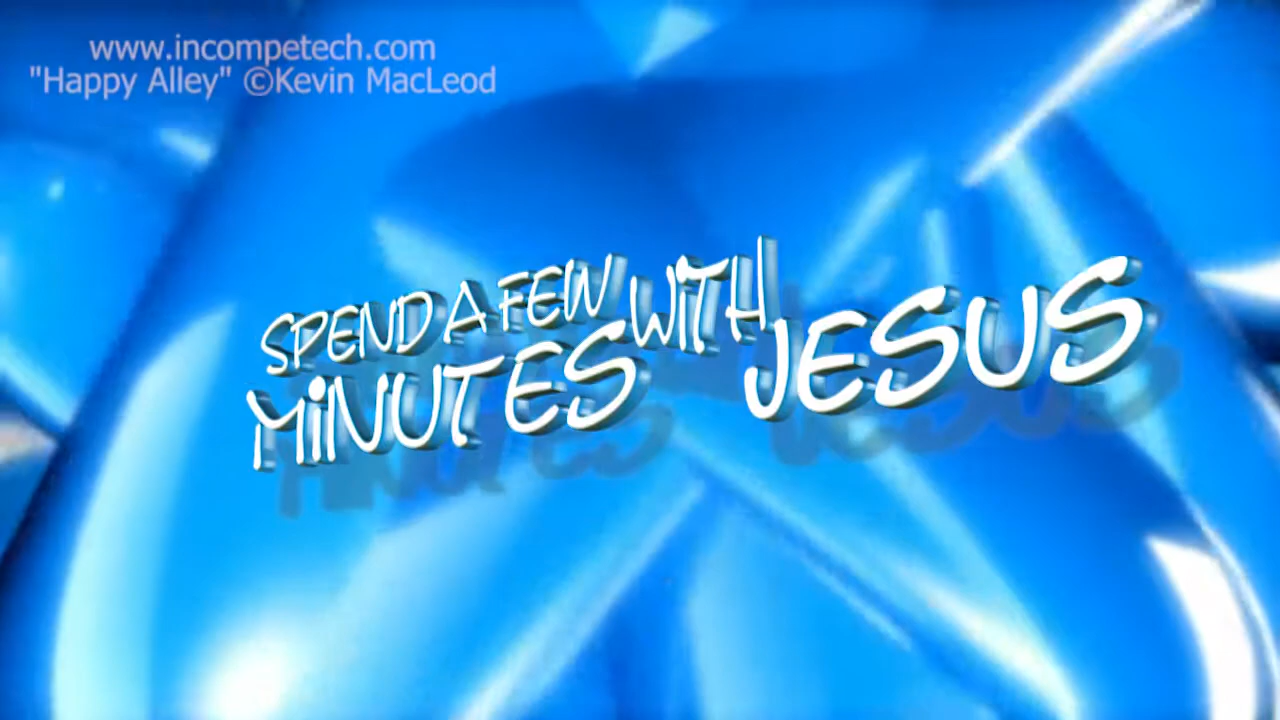 www.incompetech.com
"Happy Alley" ©Kevin MacLeod
SPEND A FEW
MiNUTES WiTH
JESUS